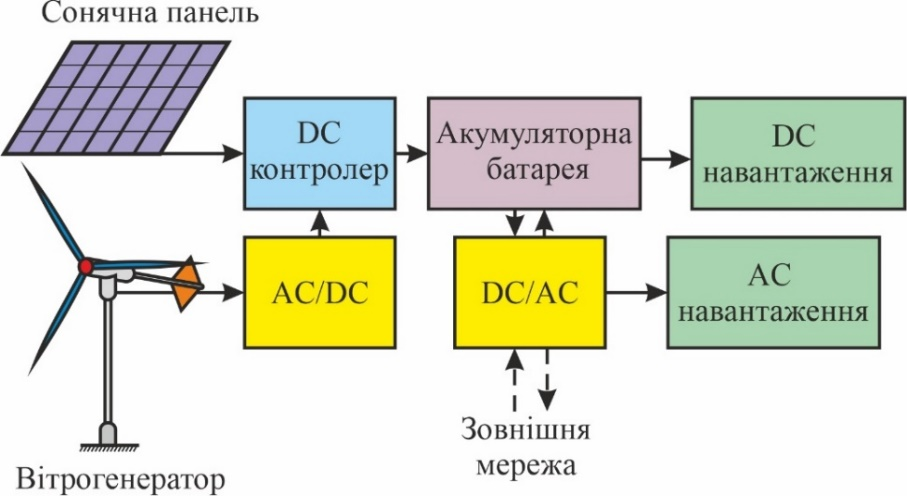 Сонячна панель
DC
контролер
Акумуляторна
батарея
DC
навантаження
AC/DC
DC/AC
AC
навантаження
Зовнішня
мережа
Вітрогенератор